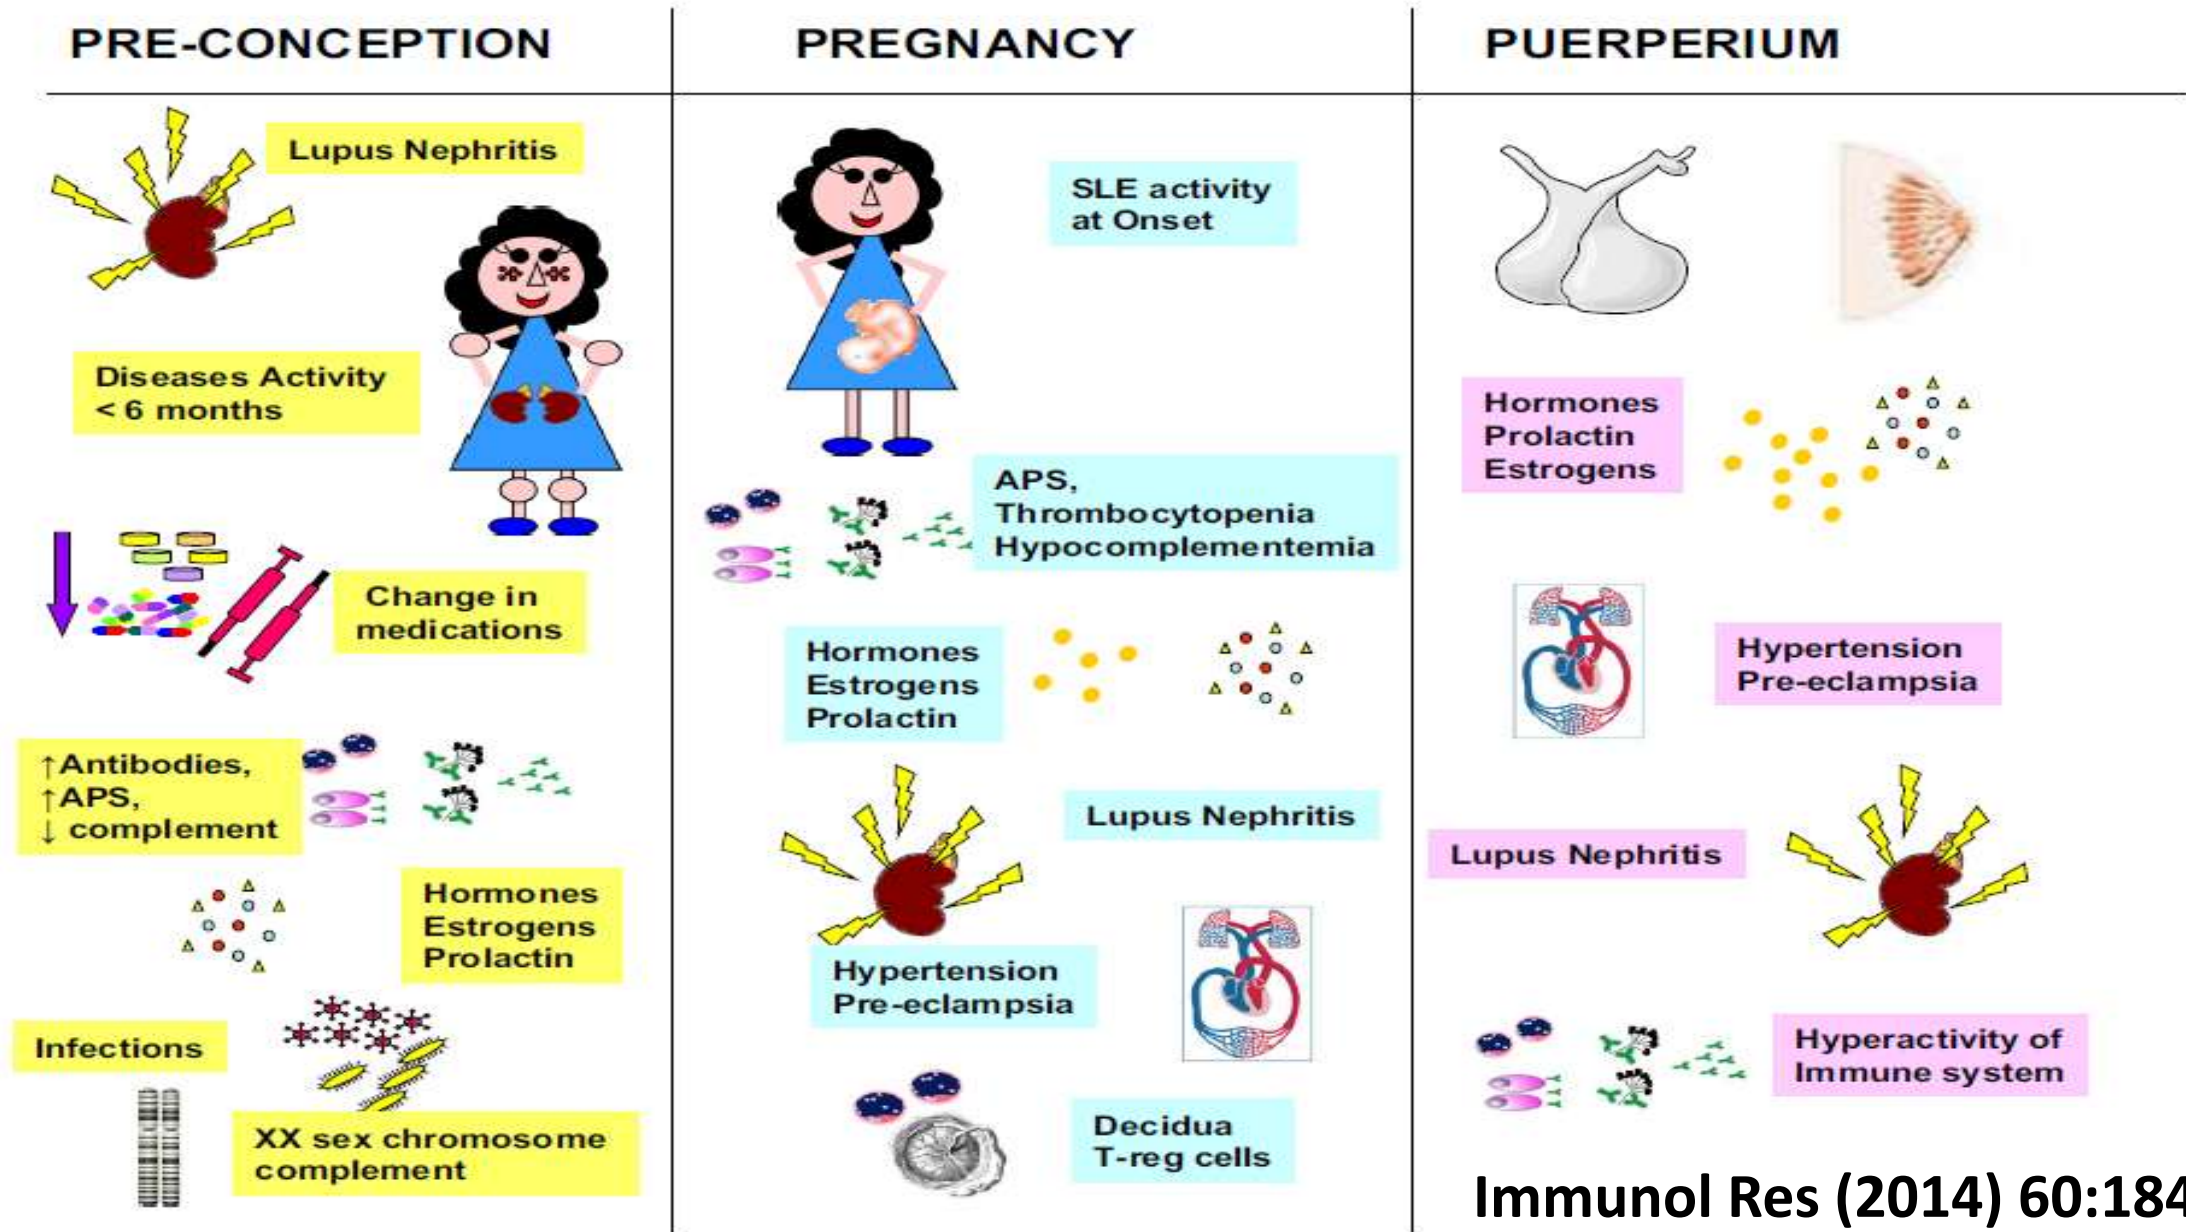 PRE-CONCEPTION
Lupus Nephritis
Diseases Activity
< 6 months
Change in
medications
↑Antibodies,
↑APS,
↓ complement
Hormones
Estrogens
Prolactin
Infections
XX sex chromosome
complement
PREGNANCY
SLE activity
at Onset
APS,
Thrombocytopenia
Hypocomplementemia
Hormones
Estrogens
Prolactin
Lupus Nephritis
Hypertension
Pre-eclampsia
Decidua
T-reg cells
PUERPERIUM
Hormones
Prolactin
Estrogens
Hypertension
Pre-eclampsia
Lupus Nephritis
Hyperactivity of
Immune system
Immunol Res (2014) 60:184